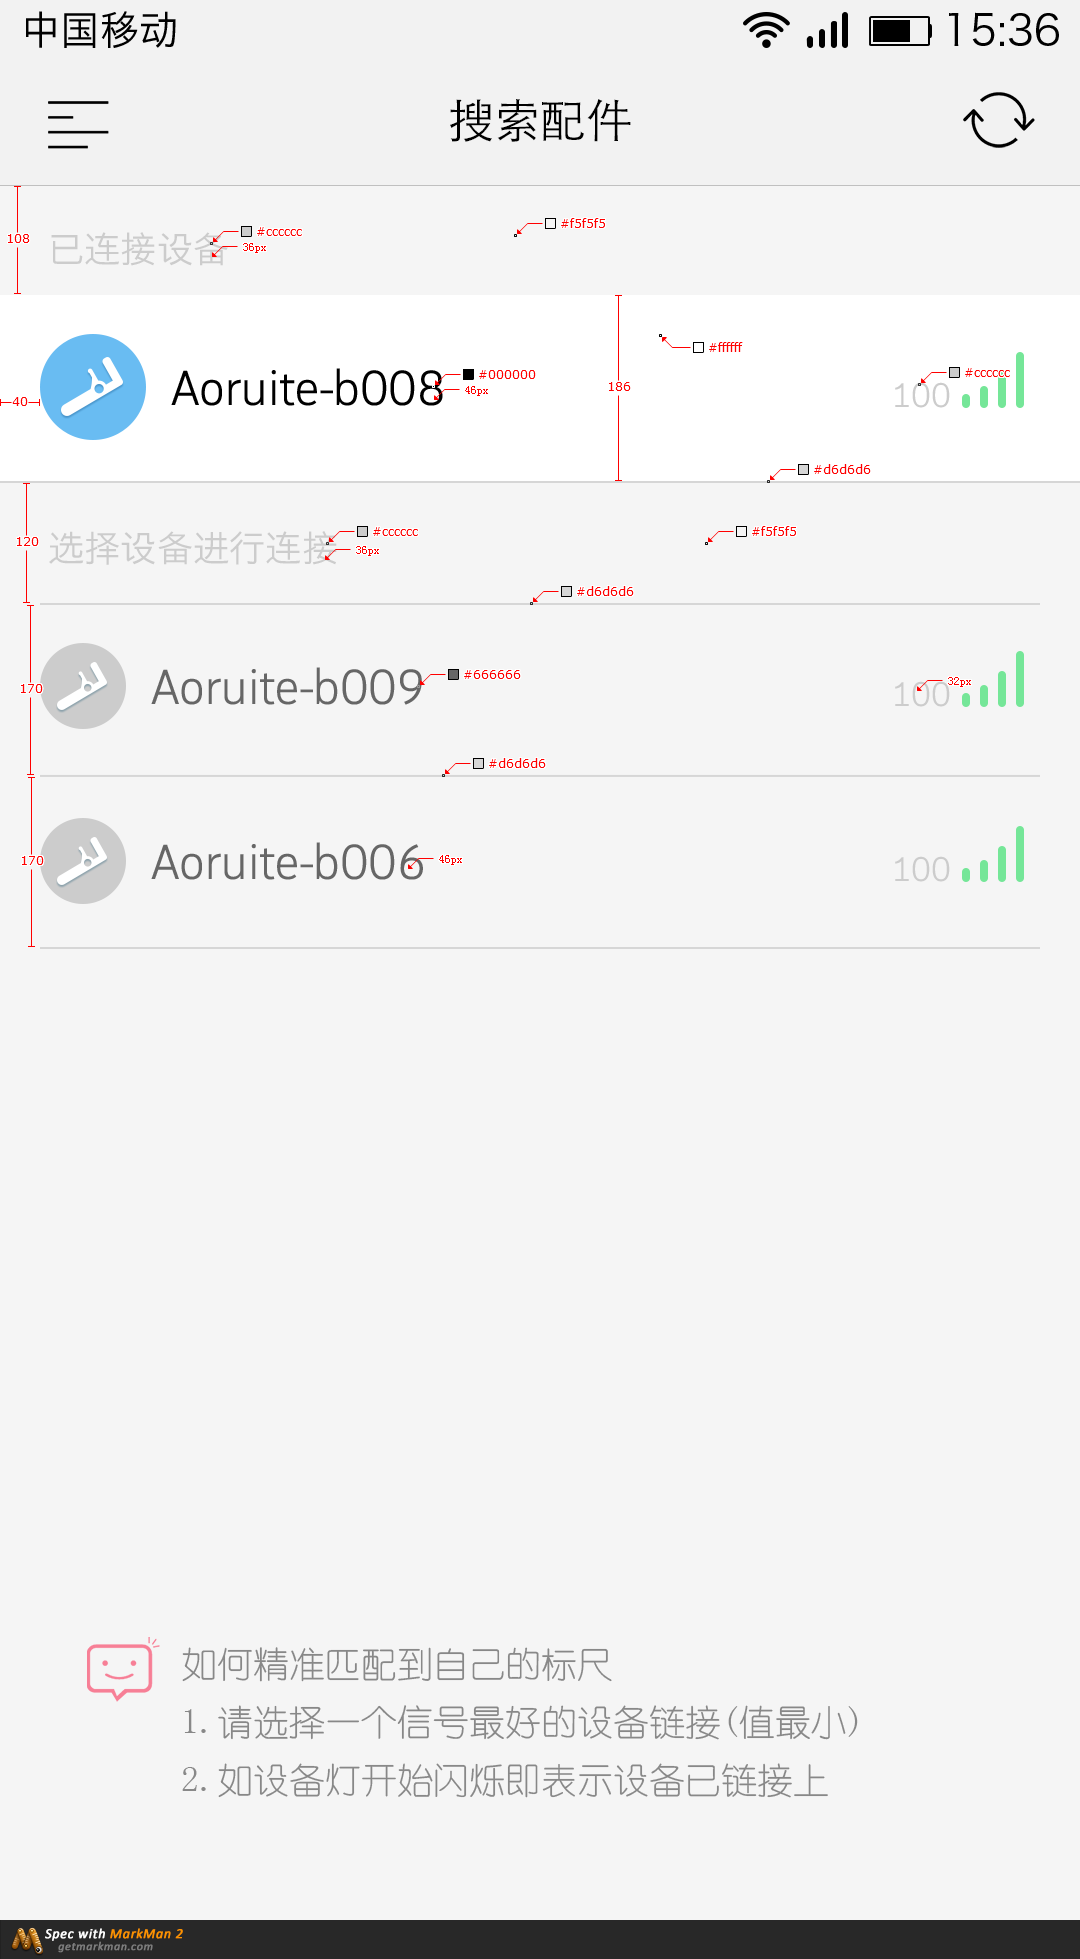 中国移动 15:36
搜索配件
108
已连接设备
#cccccc
36px
#f5f5f5
40
Aoruite-b008
#000000
46px
186
#ffffff
100
#cccccc
#d6d6d6
120
选择设备进行连接
#cccccc
36px
#f5f5f5
#d6d6d6
170
Aoruite-b009
#666666
100
32px
#d6d6d6
170
Aoruite-b006
46px
100
如何精准匹配到自己的标尺
1.请选择一个信号最好的设备链接(值最小)
2.如设备灯开始闪烁即表示设备已链接上
Spec with MarkMan 2
getmarkman.com